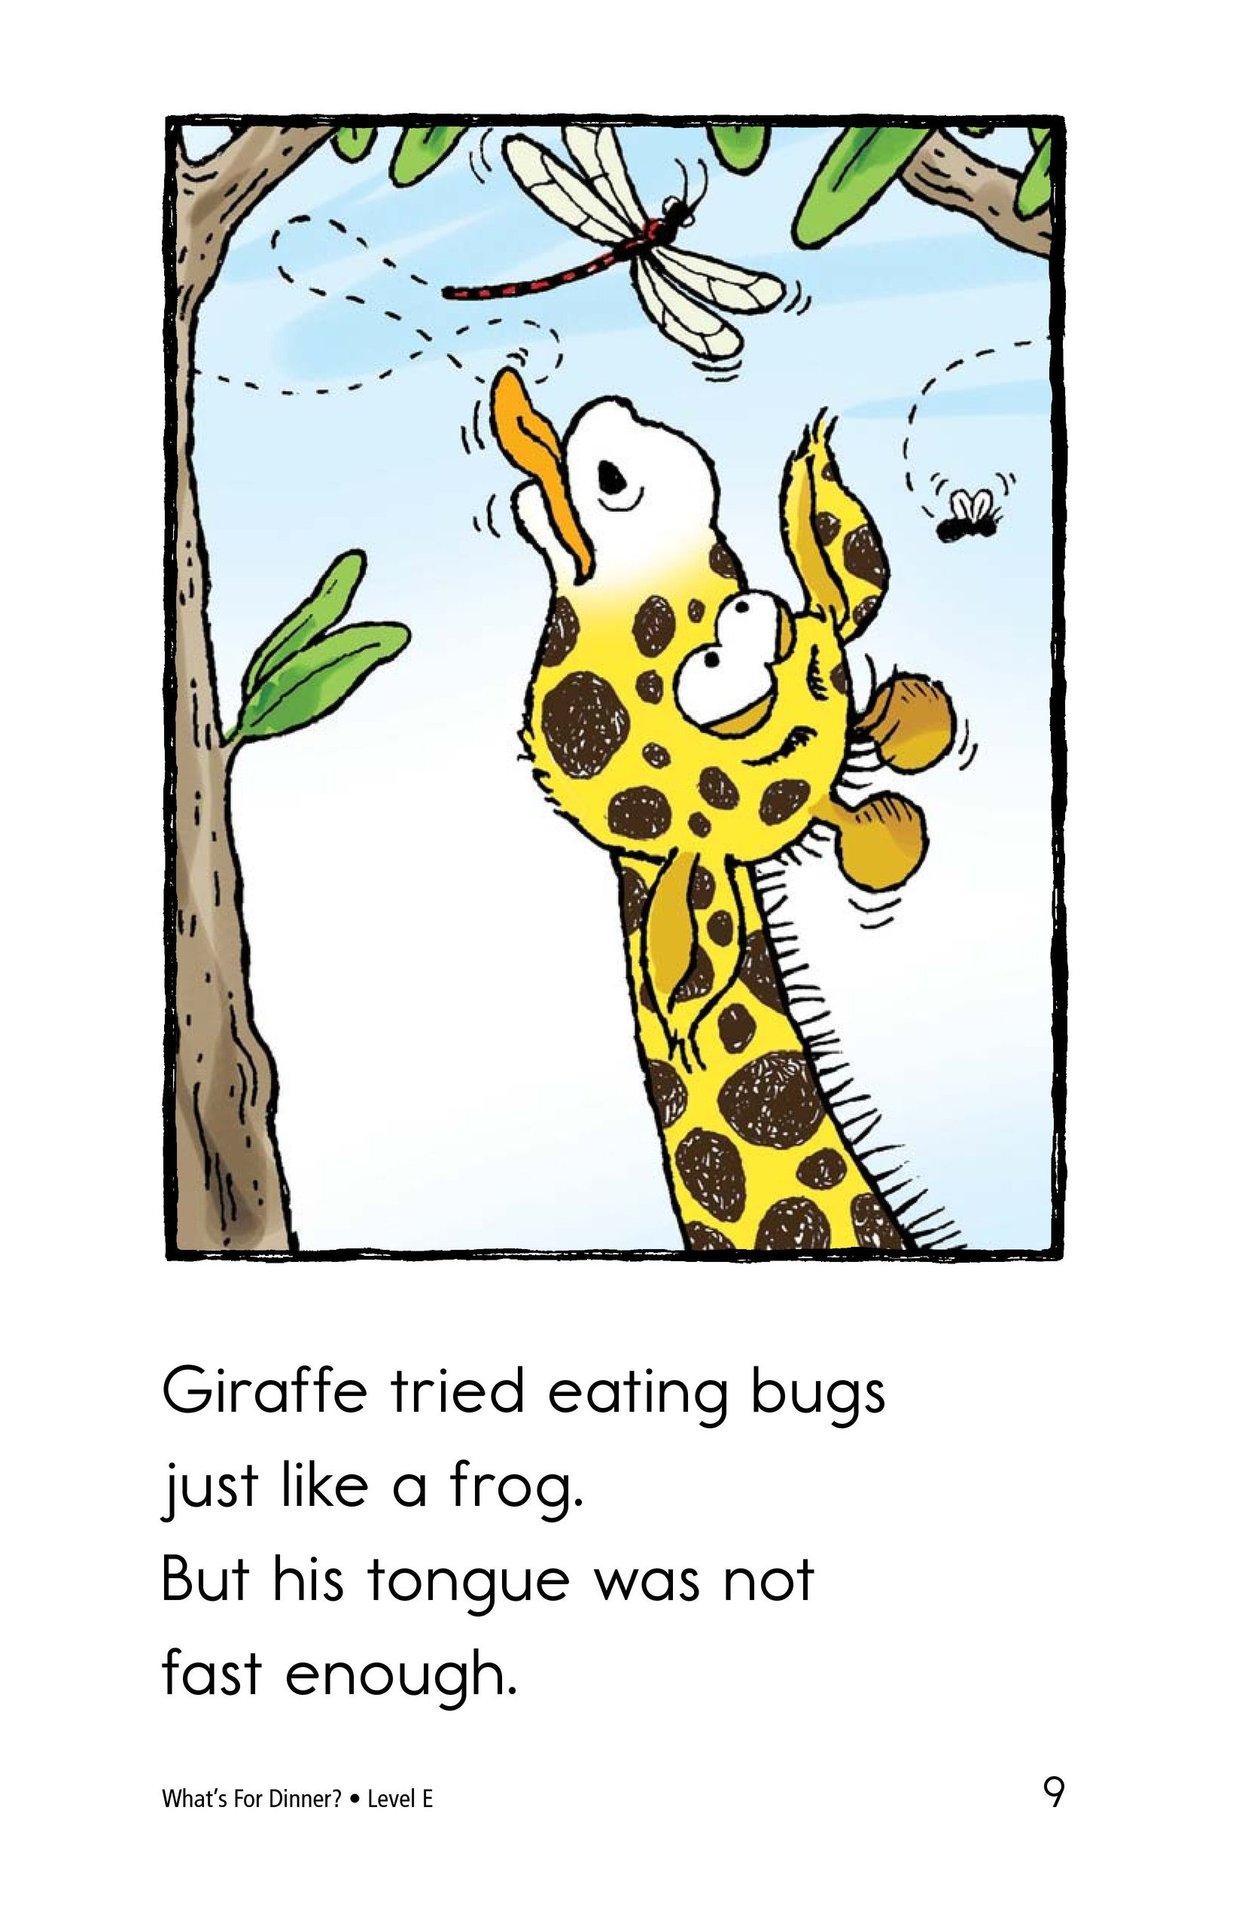 Giraffe tried eating bugs
just like a frog.
But his tongue was not
fast enough.
What's For Dinner? • Level E
9